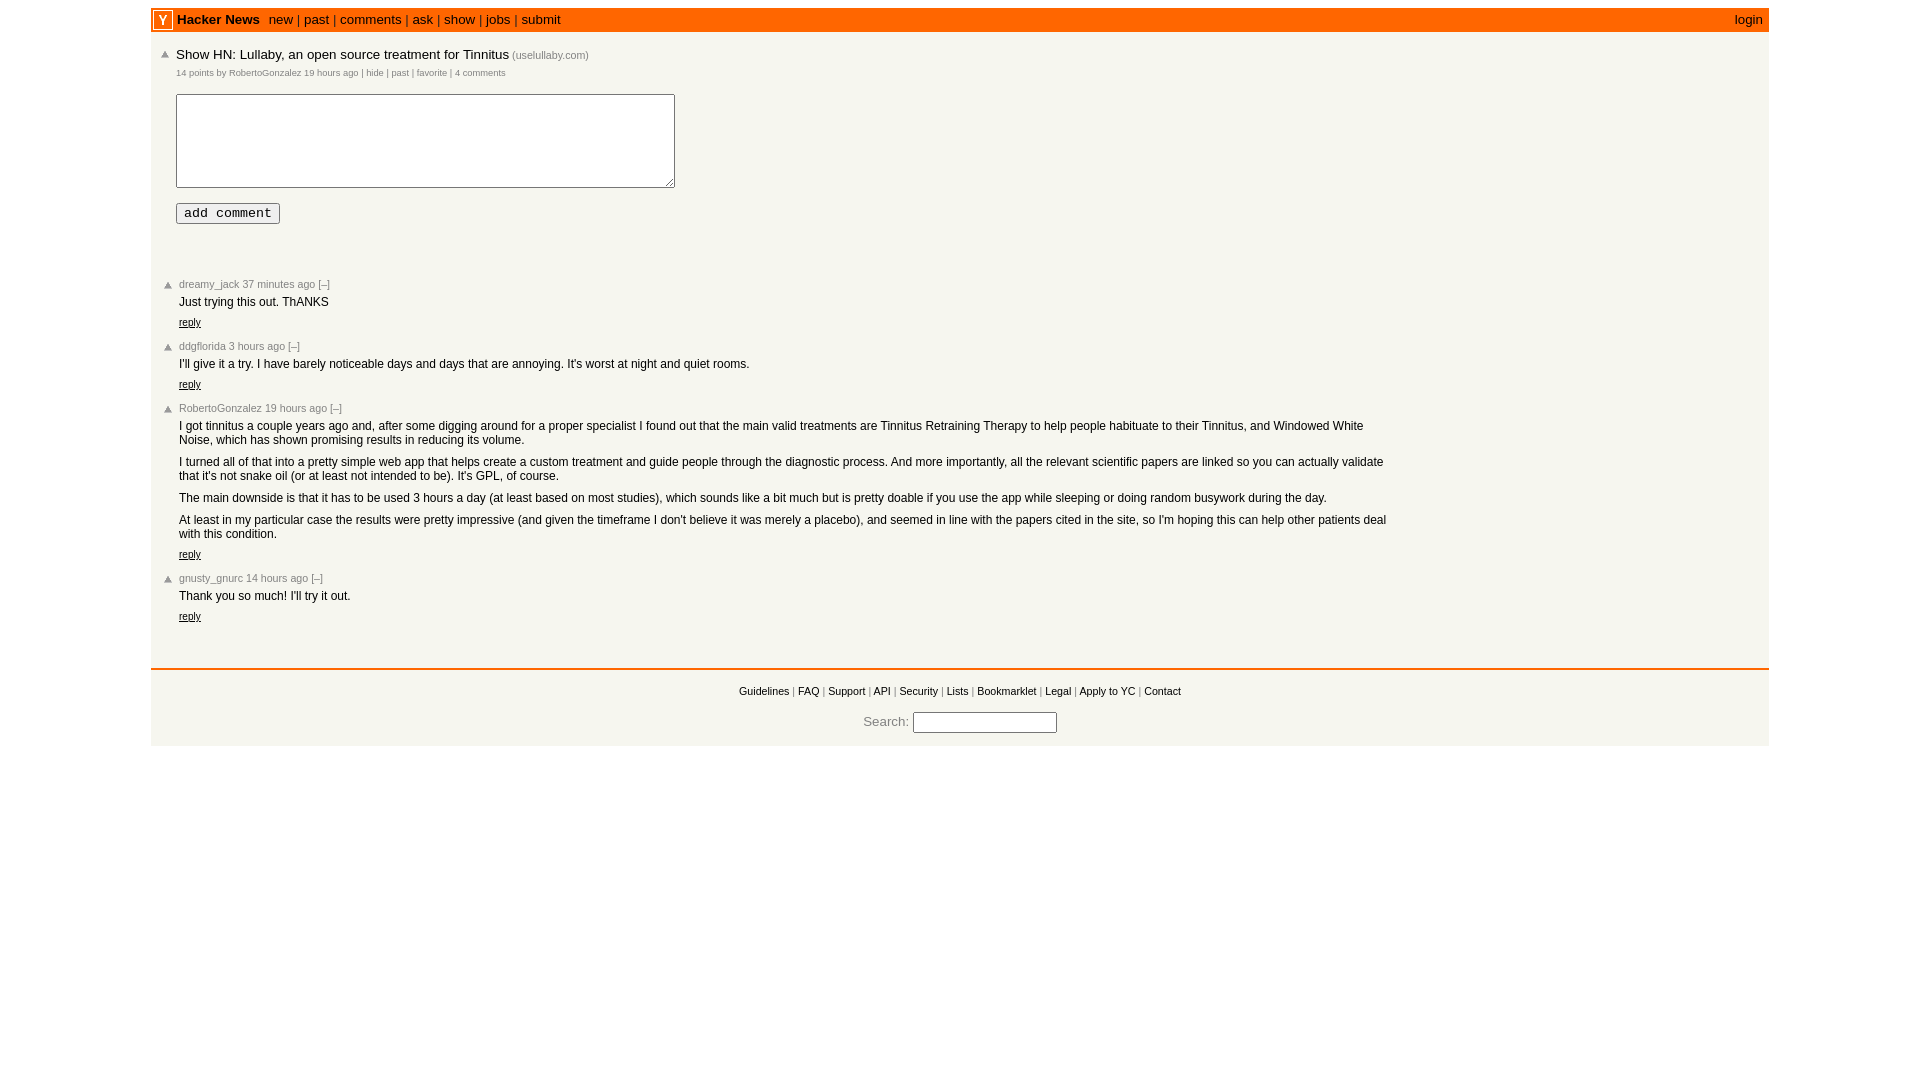 Y Hacker News new | past | comments | ask | show | jobs | submit login
Show HN: Lullaby, an open source treatment for Tinnitus (uselullaby.com)
14 points by RobertoGonzalez 19 hours ago | hide | past | favorite | 4 comments
add comment
dreamy_jack 37 minutes ago [–]
Just trying this out. ThANKS
reply
ddgflorida 3 hours ago [–]
I'll give it a try. I have barely noticeable days and days that are annoying. It's worst at night and quiet rooms.
reply
RobertoGonzalez 19 hours ago [–]
I got tinnitus a couple years ago and, after some digging around for a proper specialist I found out that the main valid treatments are Tinnitus Retraining Therapy to help people habituate to their Tinnitus, and Windowed White
Noise, which has shown promising results in reducing its volume.
I turned all of that into a pretty simple web app that helps create a custom treatment and guide people through the diagnostic process. And more importantly, all the relevant scientific papers are linked so you can actually validate
that it's not snake oil (or at least not intended to be). It's GPL, of course.
The main downside is that it has to be used 3 hours a day (at least based on most studies), which sounds like a bit much but is pretty doable if you use the app while sleeping or doing random busywork during the day.
At least in my particular case the results were pretty impressive (and given the timeframe I don't believe it was merely a placebo), and seemed in line with the papers cited in the site, so I'm hoping this can help other patients deal
with this condition.
reply
gnusty_gnurc 14 hours ago [–]
Thank you so much! I'll try it out.
reply
Guidelines | FAQ | Support | API | Security | Lists | Bookmarklet | Legal | Apply to YC | Contact
Search: